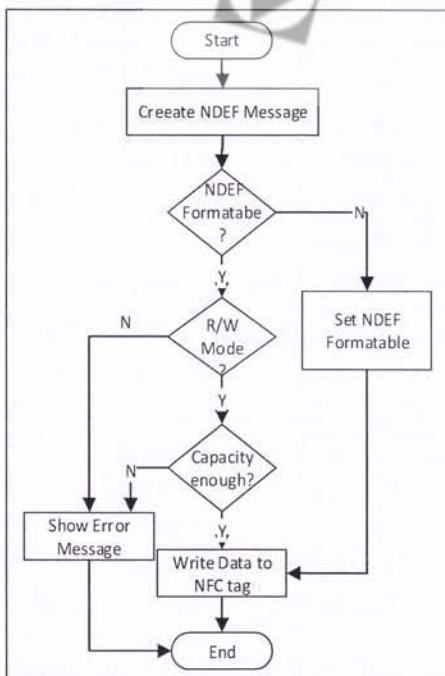 Start
Creeate NDEF Message
NDEF
Formatabe
?
N
Y
Set NDEF
Formatable
N
R/W
Mode
?
Y
Capacity
enough?
N
Show Error
Message
Y
Write Data to
NFC tag
End